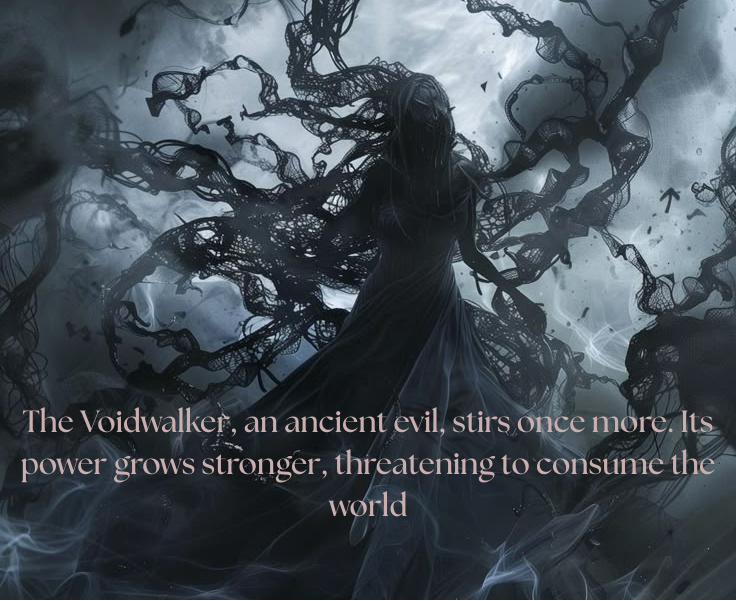 The Voidwalker, an ancient evil, stirs once more. Its
power grows stronger, threatening to consume the
world